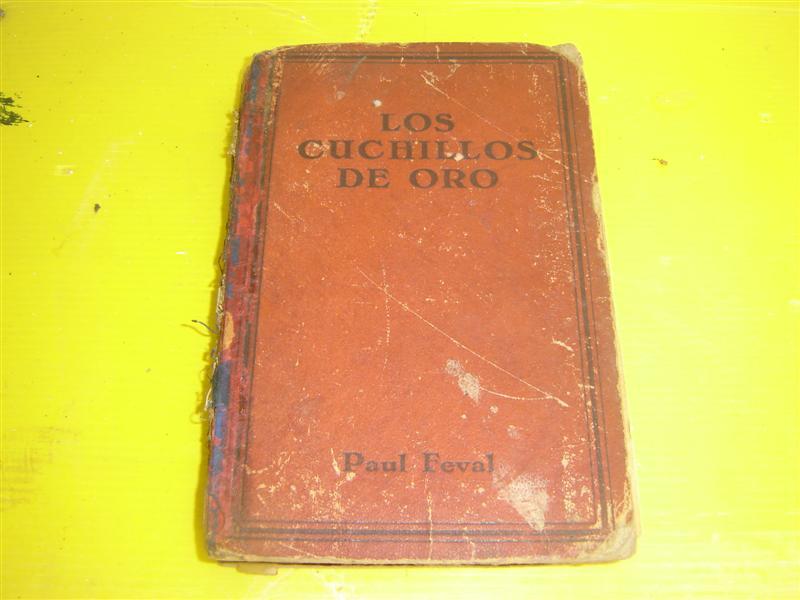 LOS
CUCHILLOS
DE ORO
Paul Feval